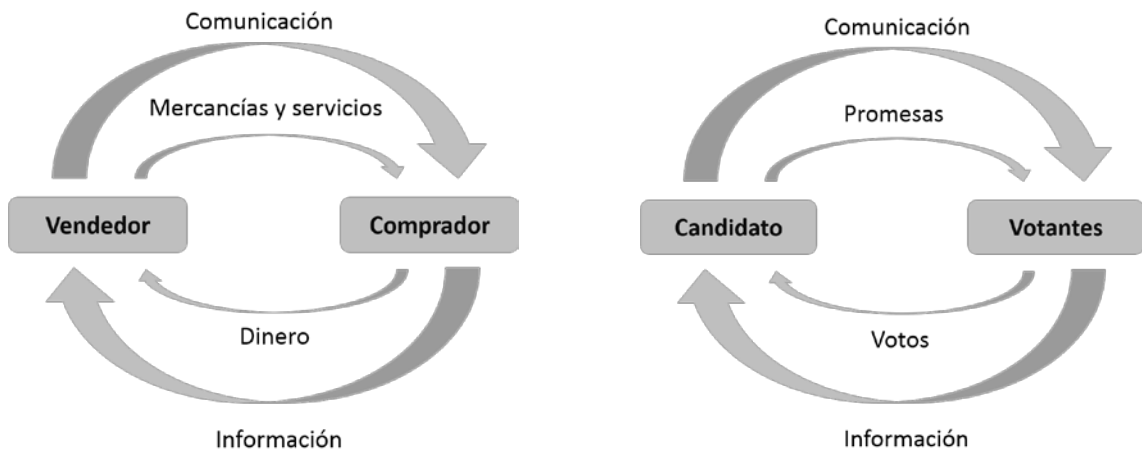 Comunicación
Mercancías y servicios
Vendedor
Comprador
Dinero
Información
Comunicación
Promesas
Candidato
Votantes
Votos
Información